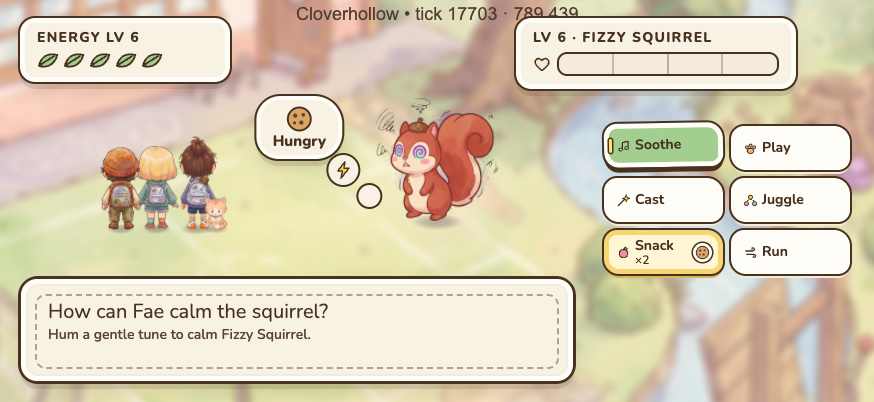 Cloverhollow • tick 17703 · 789,439
ENERGY LV 6
LV 6 · FIZZY SQUIRREL
Hungry
Soothe
Play
Cast
Juggle
Snack
×2
Run
How can Fae calm the squirrel?
Hum a gentle tune to calm Fizzy Squirrel.